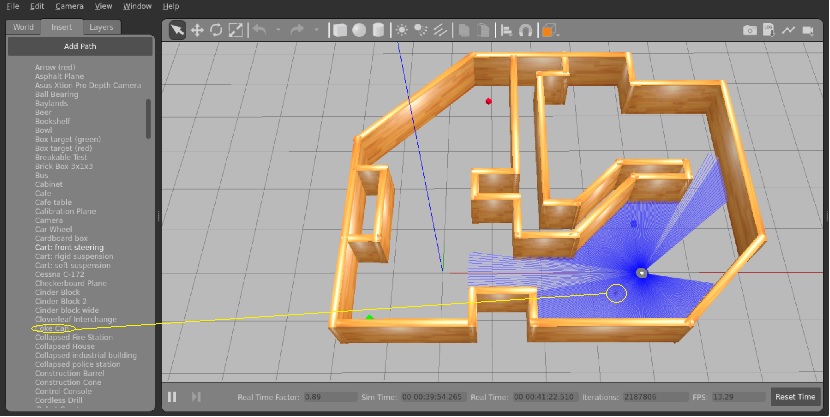 File Edit Camera View Window Help
World Insert Layers
Add Path
Arrow (red)
Asphalt Plane
Asus Xtion Pro Depth Camera
Ball Bearing
Baylands
Beer
Bookshelf
Bowl
Box target (green)
Box target (red)
Breakable Test
Brick Box 3x1x3
Bus
Cabinet
Cafe
Cafe table
Calibration Plane
Camera
Car Wheel
Cardboard box
Cart: front steering
Cart: rigid suspension
Cart: soft suspension
Cessna C-172
Checkerboard Plane
Cinder Block
Cinder Block 2
Cinder block wide
Cloverleaf Interchange
Coke Can
Collapsed Fire Station
Collapsed House
Collapsed industrial building
Collapsed police station
Construction Barrel
Construction Cone
Control Console
Cordless Drill
Real Time Factor: 0.89 Sim Time: 00 00:39:54.265 Real Time: 00 00:41:22.510 Iterations: 2167806 FPS: 13.29 Reset Time